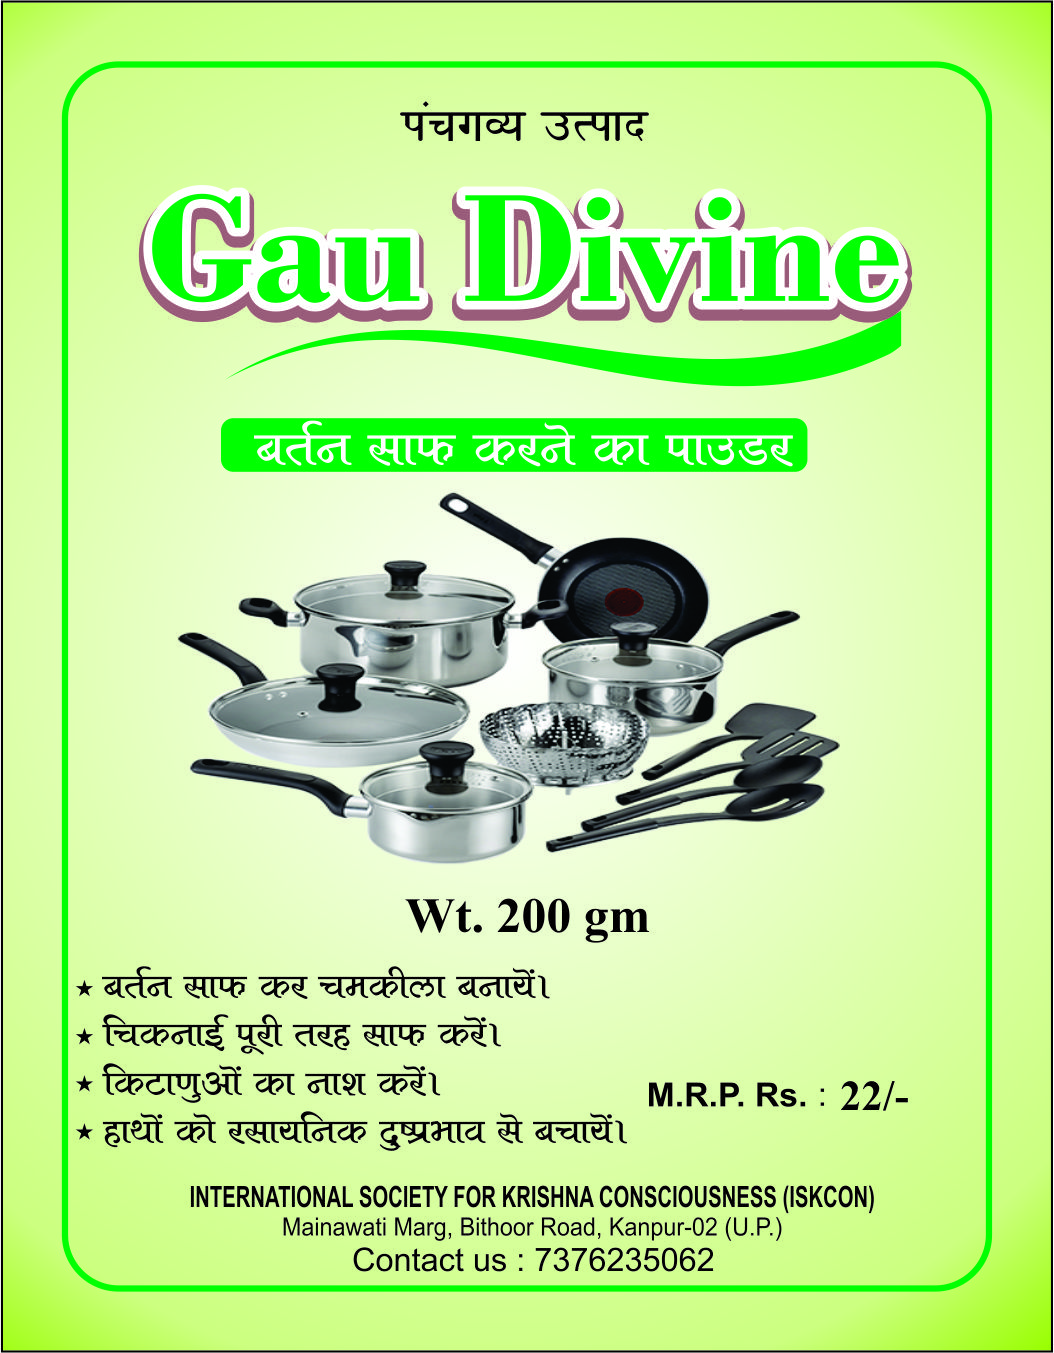 पंचगव्य उत्पाद
Gau Divine
बर्तन साफ करने का पाउडर
Wt. 200 gm
★ बर्तन साफ कर चमकीला बनायें।
★ चिकनाई पूरी तरह साफ करें।
★ किटाणुओं का नाश करें।
★ हाथों को रसायनिक दुष्प्रभाव से बचायें।
M.R.P. Rs. : 22/-
INTERNATIONAL SOCIETY FOR KRISHNA CONSCIOUSNESS (ISKCON)
Mainawati Marg, Bithoor Road, Kanpur-02 (U.P.)
Contact us : 7376235062